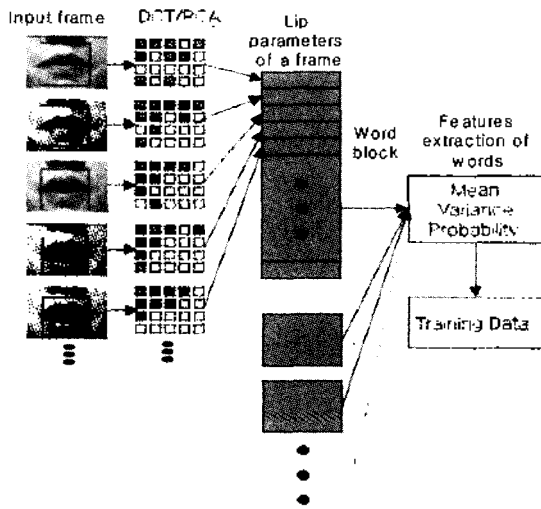 Input frame
DCT/PCA
Lip
parameters
of a frame
Word
block
Features
extraction of
words
Mean
Variance
Probability
Training Data